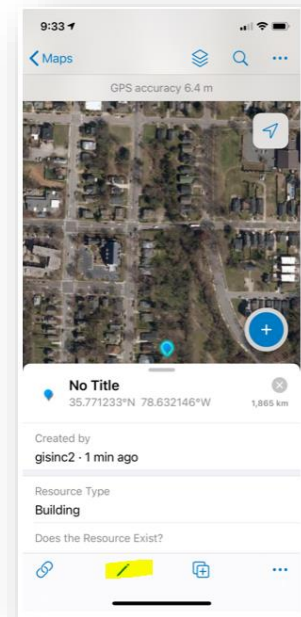 9:33
Maps
GPS accuracy 6.4 m
No Title
35.771233°N 78.632146°W
1,865 km
Created by
gisinc2 · 1 min ago
Resource Type
Building
Does the Resource Exist?